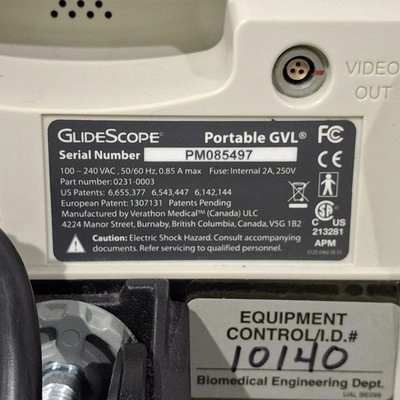 VIDEO
OUT
GLIDESCOPE® Portable GVL®
Serial Number PM085497
100 - 240 VAC , 50/60 Hz, 0.85 A max Fuse: Internal 2A, 250V
Part Number: 0231-0003
US Patents: 6,655,377 6,543,447 6,142,144
European Patent: 1307131 Patents Pending
Manufactured by Verathon Medical™ (Canada) ULC
4224 Manor Street, Burnaby, British Columbia, Canada, V5G 1B2
Caution: Electric Shock Hazard. Consult accompanying
documents. Refer servicing to qualified personnel.
FC
CE
C US
213281
APM
EQUIPMENT
CONTROL/I.D.#
10140
Biomedical Engineering Dept.